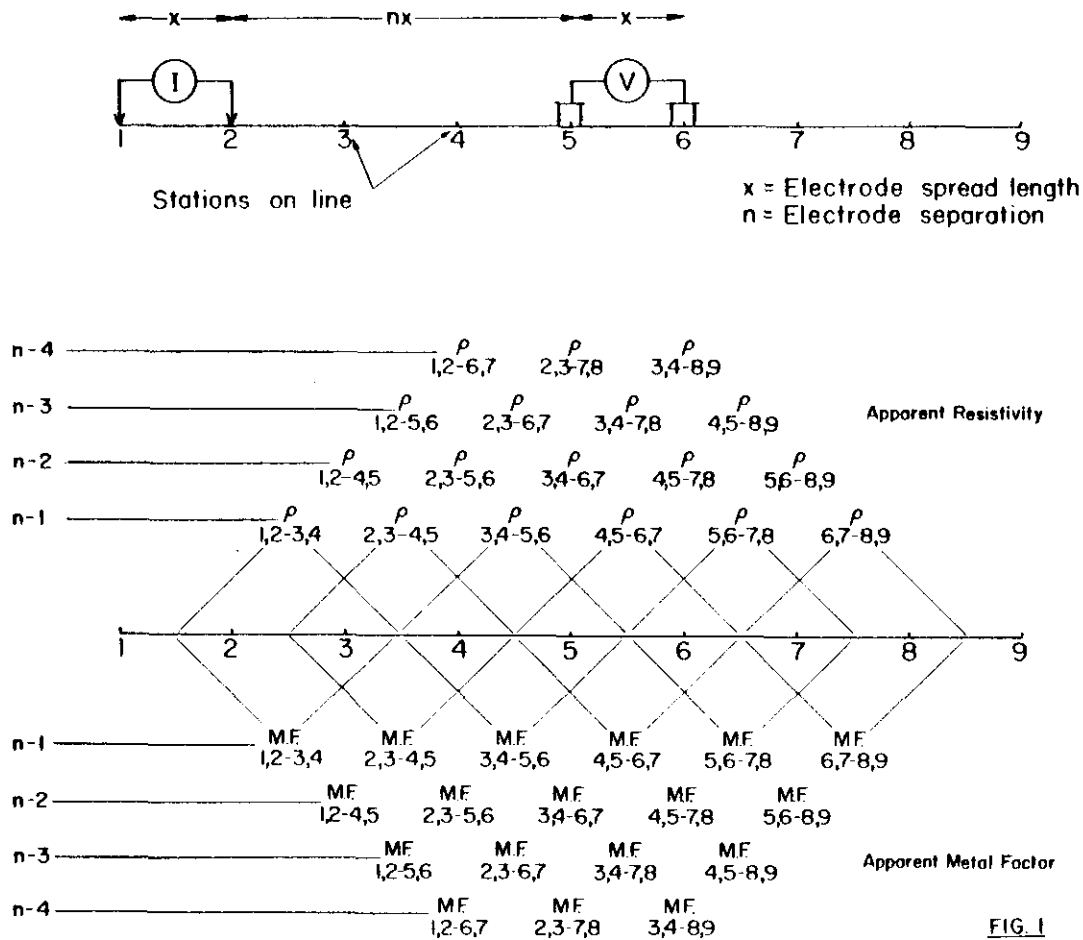 x nx x
I V
1 2 3 4 5 6 7 8 9
Stations on line
x = Electrode spread length
n = Electrode separation
n-4 ρ ρ ρ
1,2-6,7 2,3-7,8 3,4-8,9
n-3 ρ ρ ρ ρ Apparent Resistivity
1,2-5,6 2,3-6,7 3,4-7,8 4,5-8,9
n-2 ρ ρ ρ ρ ρ
1,2-4,5 2,3-5,6 3,4-6,7 4,5-7,8 5,6-8,9
n-1 ρ ρ ρ ρ ρ ρ
1,2-3,4 2,3-4,5 3,4-5,6 4,5-6,7 5,6-7,8 6,7-8,9
1 2 3 4 5 6 7 8 9
n-1 M.F. M.F. M.F. M.F. M.F. M.F.
1,2-3,4 2,3-4,5 3,4-5,6 4,5-6,7 5,6-7,8 6,7-8,9
n-2 M.F. M.F. M.F. M.F. M.F.
1,2-4,5 2,3-5,6 3,4-6,7 4,5-7,8 5,6-8,9
n-3 M.F. M.F. M.F. M.F. Apparent Metal Factor
1,2-5,6 2,3-6,7 3,4-7,8 4,5-8,9
n-4 M.F. M.F. M.F.
1,2-6,7 2,3-7,8 3,4-8,9
FIG. 1